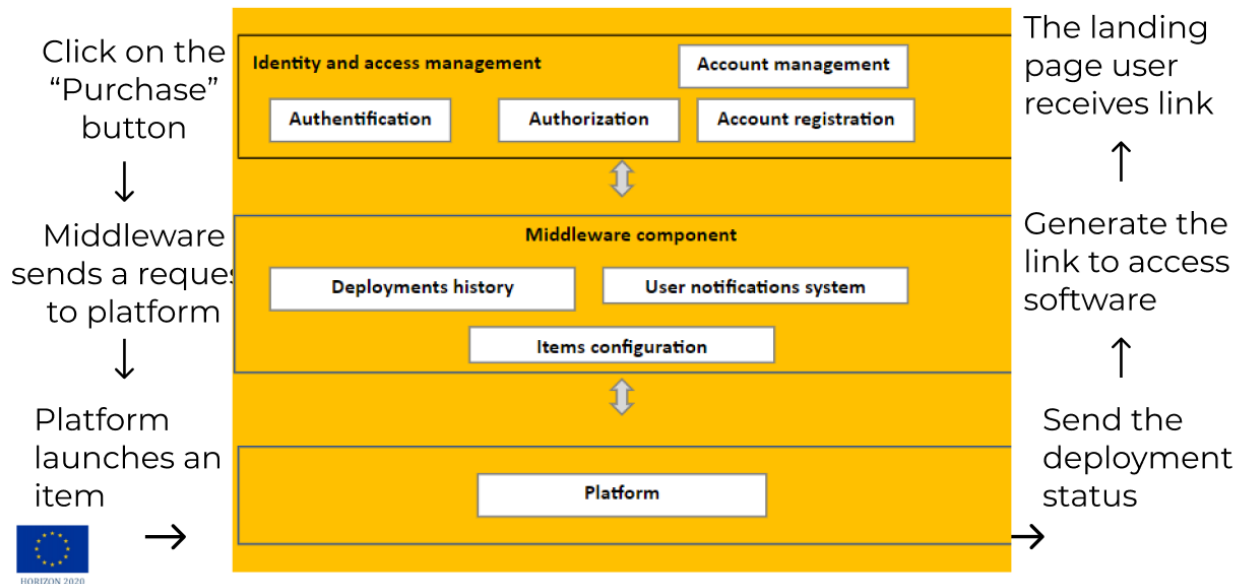 Click on the
“Purchase”
button
Middleware
sends a reques
to platform
Platform
launches an
item
HORIZON 2020
Identity and access management
Account management
Authentification
Authorization
Account registration
Middleware component
Deployments history
User notifications system
Items configuration
Platform
The landing
page user
receives link
Generate the
link to access
software
Send the
deployment
status